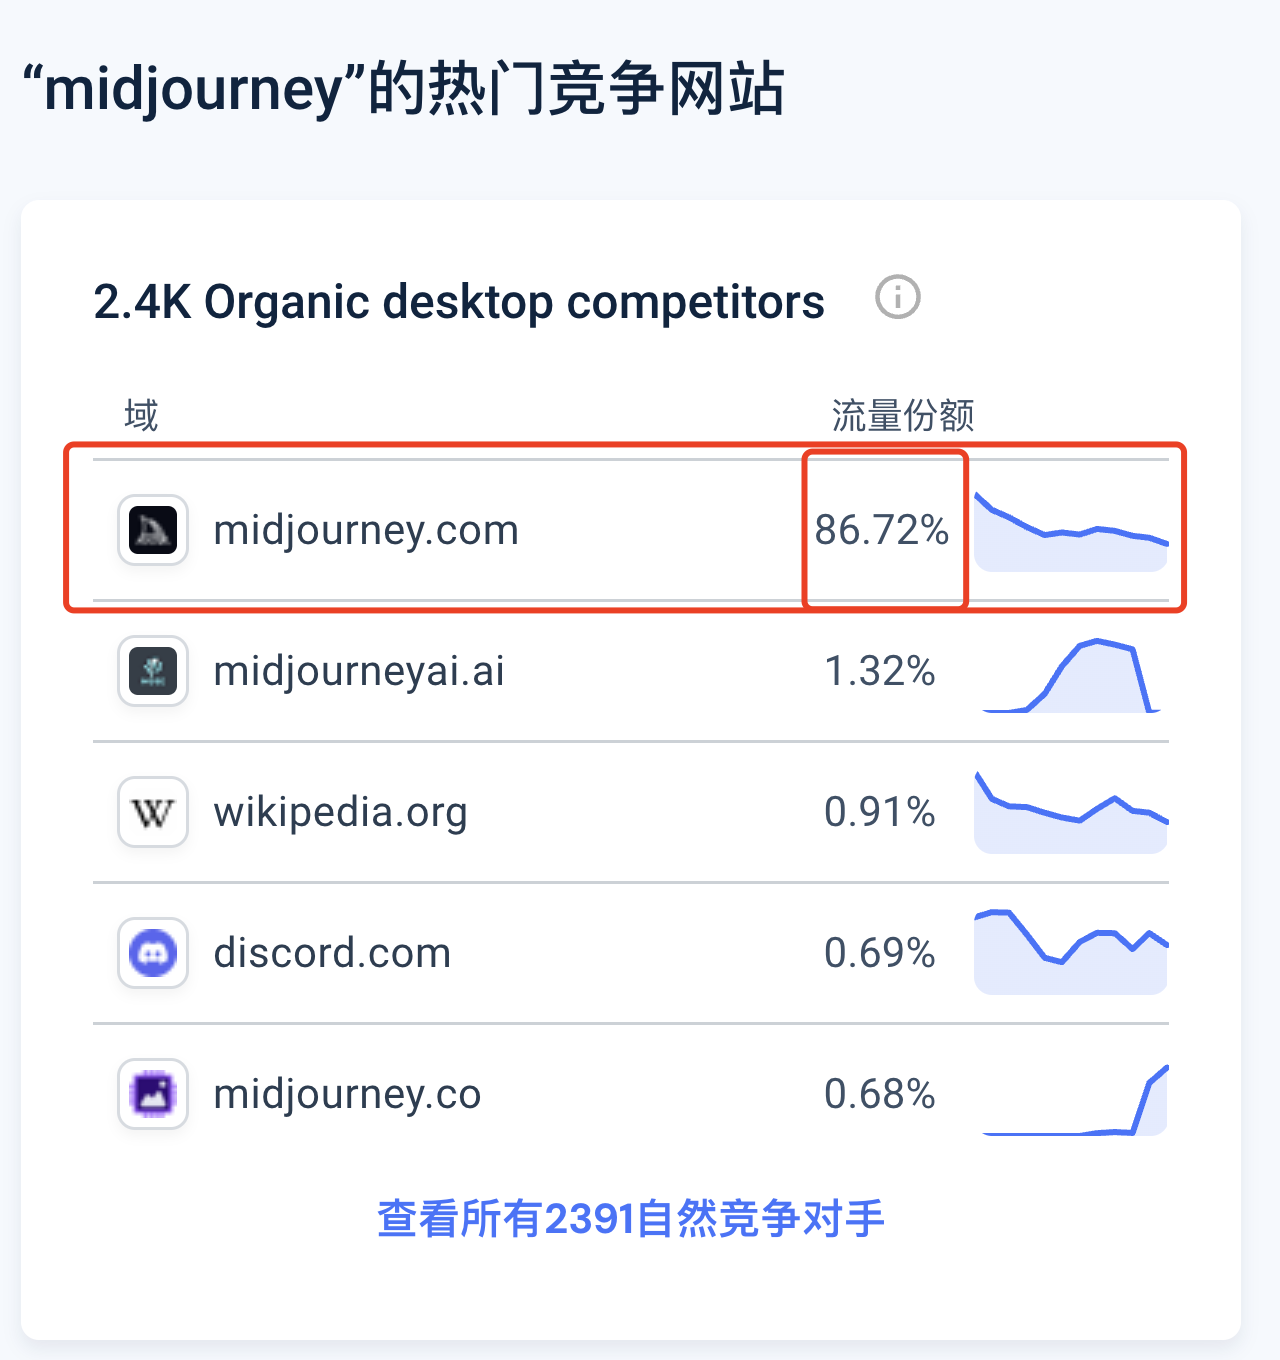 “midjourney”的热门竞争网站
2.4K Organic desktop competitors
域 流量份额
midjourney.com 86.72%
midjourneyai.ai 1.32%
W wikipedia.org 0.91%
discord.com 0.69%
midjourney.co 0.68%
查看所有2391自然竞争对手